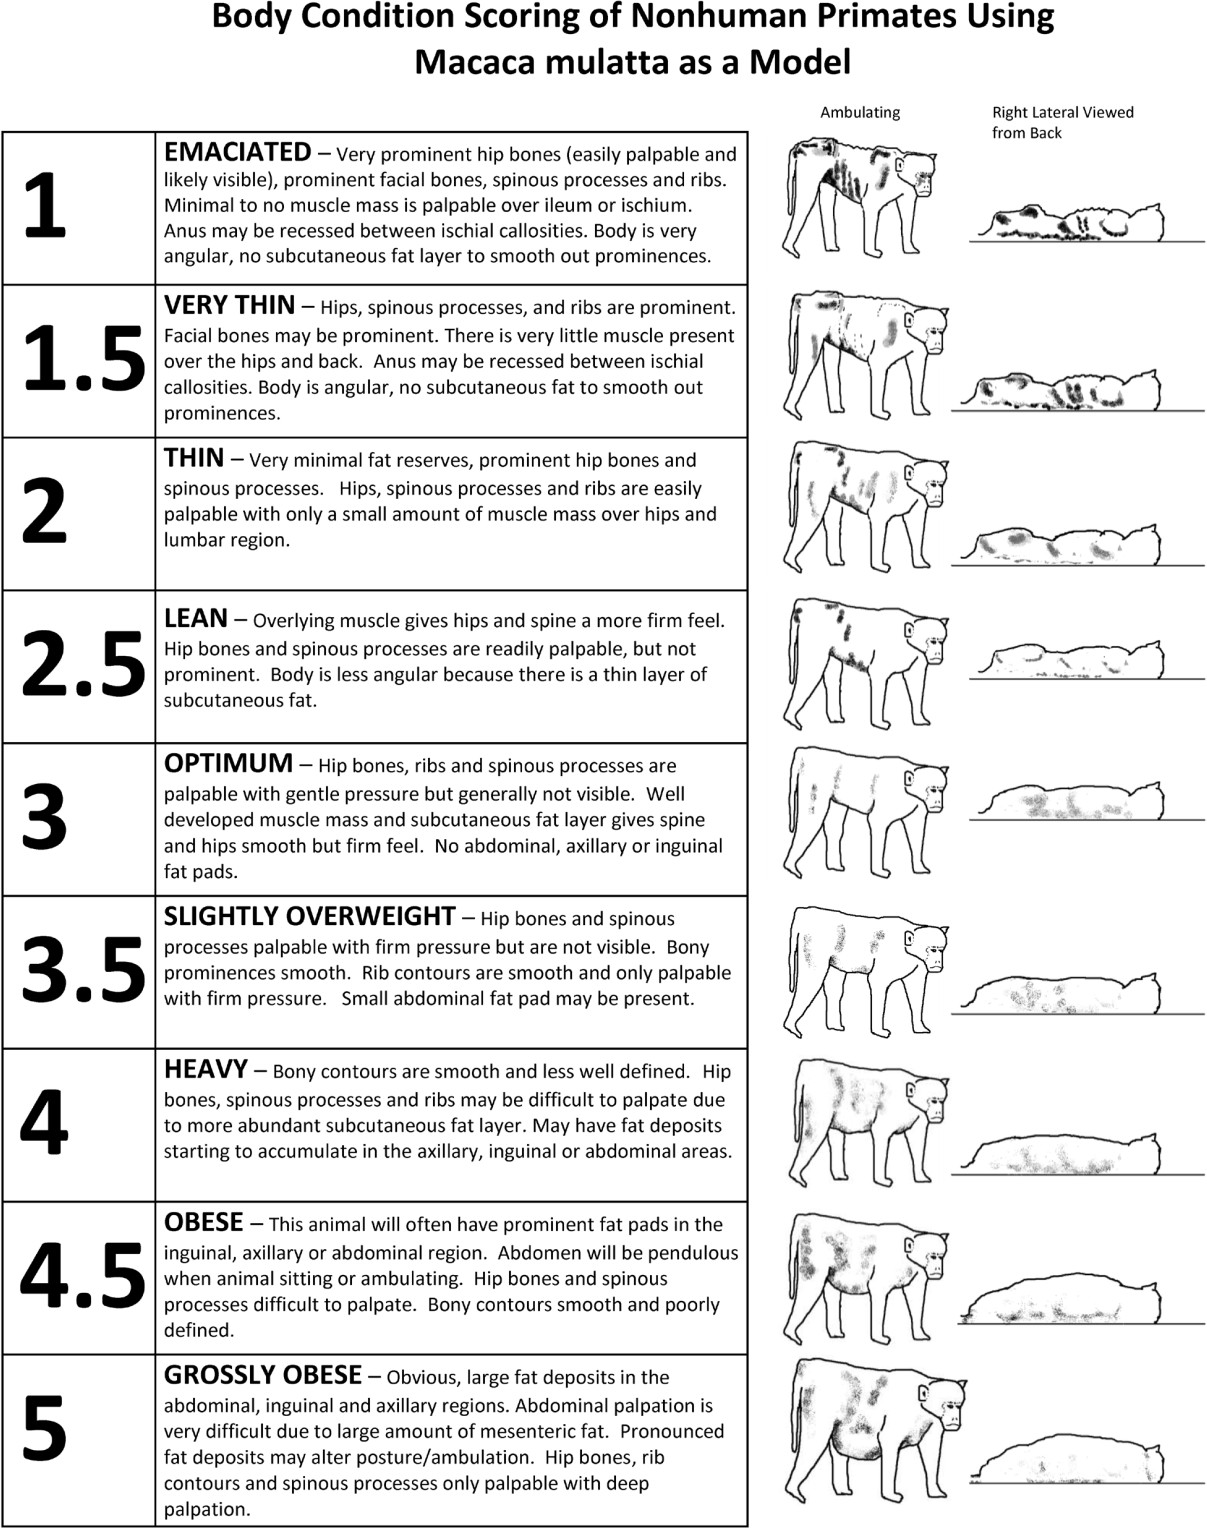 Body Condition Scoring of Nonhuman Primates Using
Macaca mulatta as a Model
Ambulating
Right Lateral Viewed
from Back
1
EMACIATED – Very prominent hip bones (easily palpable and
likely visible), prominent facial bones, spinous processes and ribs.
Minimal to no muscle mass is palpable over ileum or ischium.
Anus may be recessed between ischial callosities. Body is very
angular, no subcutaneous fat layer to smooth out prominences.
1.5
VERY THIN – Hips, spinous processes, and ribs are prominent.
Facial bones may be prominent. There is very little muscle present
over the hips and back. Anus may be recessed between ischial
callosities. Body is angular, no subcutaneous fat to smooth out
prominences.
2
THIN – Very minimal fat reserves, prominent hip bones and
spinous processes. Hips, spinous processes and ribs are easily
palpable with only a small amount of muscle mass over hips and
lumbar region.
2.5
LEAN – Overlying muscle gives hips and spine a more firm feel.
Hip bones and spinous processes are readily palpable, but not
prominent. Body is less angular because there is a thin layer of
subcutaneous fat.
3
OPTIMUM – Hip bones, ribs and spinous processes are
palpable with gentle pressure but generally not visible. Well
developed muscle mass and subcutaneous fat layer gives spine
and hips smooth but firm feel. No abdominal, axillary or inguinal
fat pads.
3.5
SLIGHTLY OVERWEIGHT – Hip bones and spinous
processes palpable with firm pressure but are not visible. Bony
prominences smooth. Rib contours are smooth and only palpable
with firm pressure. Small abdominal fat pad may be present.
4
HEAVY – Bony contours are smooth and less well defined. Hip
bones, spinous processes and ribs may be difficult to palpate due
to more abundant subcutaneous fat layer. May have fat deposits
starting to accumulate in the axillary, inguinal or abdominal areas.
4.5
OBESE – This animal will often have prominent fat pads in the
inguinal, axillary or abdominal region. Abdomen will be pendulous
when animal sitting or ambulating. Hip bones and spinous
processes difficult to palpate. Bony contours smooth and poorly
defined.
5
GROSSLY OBESE – Obvious, large fat deposits in the
abdominal, inguinal and axillary regions. Abdominal palpation is
very difficult due to large amount of mesenteric fat. Pronounced
fat deposits may alter posture/ambulation. Hip bones, rib
contours and spinous processes only palpable with deep
palpation.